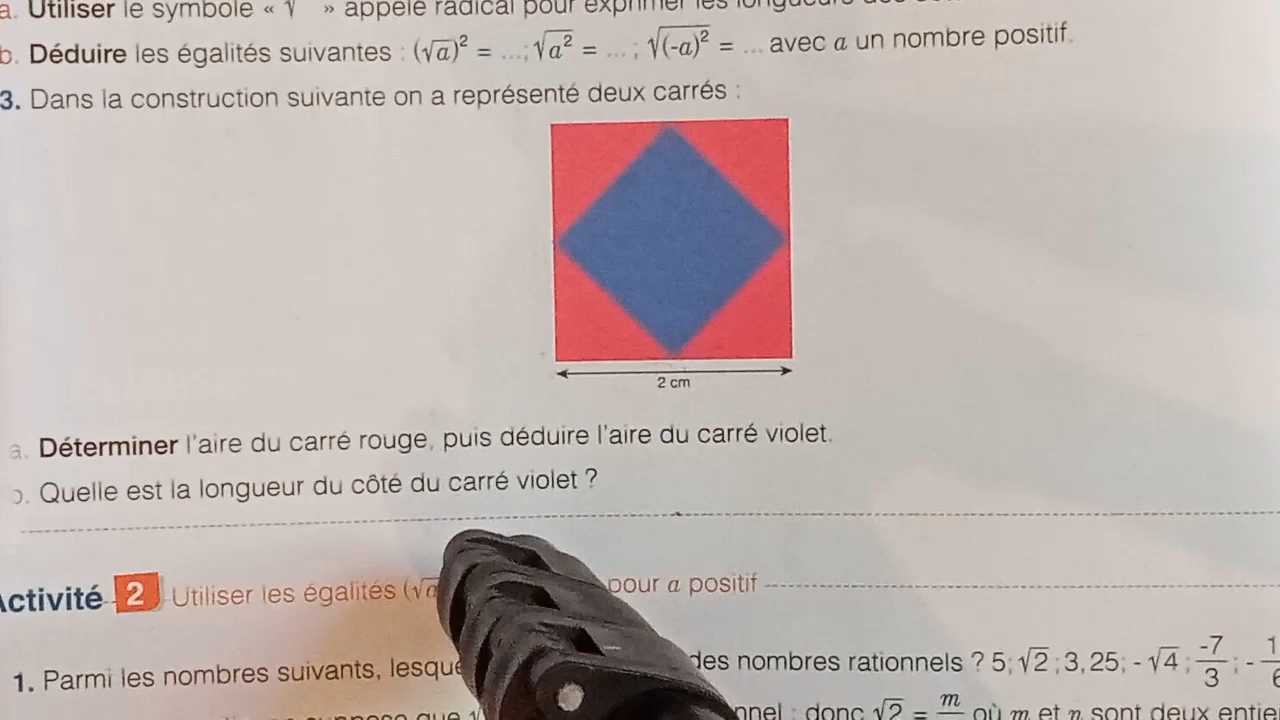 a. Utiliser le symbole « √ » appelé radical pour exprimer les
b. Déduire les égalités suivantes : (√a)² = ...; √a² = ... ; √(-a)² = ... avec a un nombre positif.
3. Dans la construction suivante on a représenté deux carrés :
2 cm
a. Déterminer l'aire du carré rouge, puis déduire l'aire du carré violet.
b. Quelle est la longueur du côté du carré violet ?
Activité 2 Utiliser les égalités (√a pour a positif
1. Parmi les nombres suivants, des nombres rationnels ? 5; √2 ; 3, 25; - √4 ; -7/3 ; -
donc √2 = m où m et n sont deux